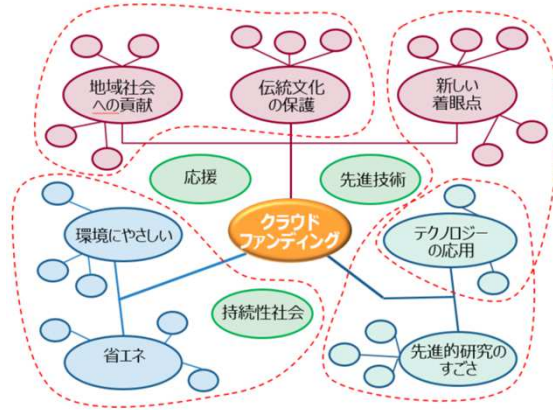 地域社会
への貢献
伝統文化
の保護
新しい
着眼点
応援
先進技術
クラウド
ファンディング
環境にやさしい
テクノロジー
の応用
持続性社会
省エネ
先進的研究の
すごさ